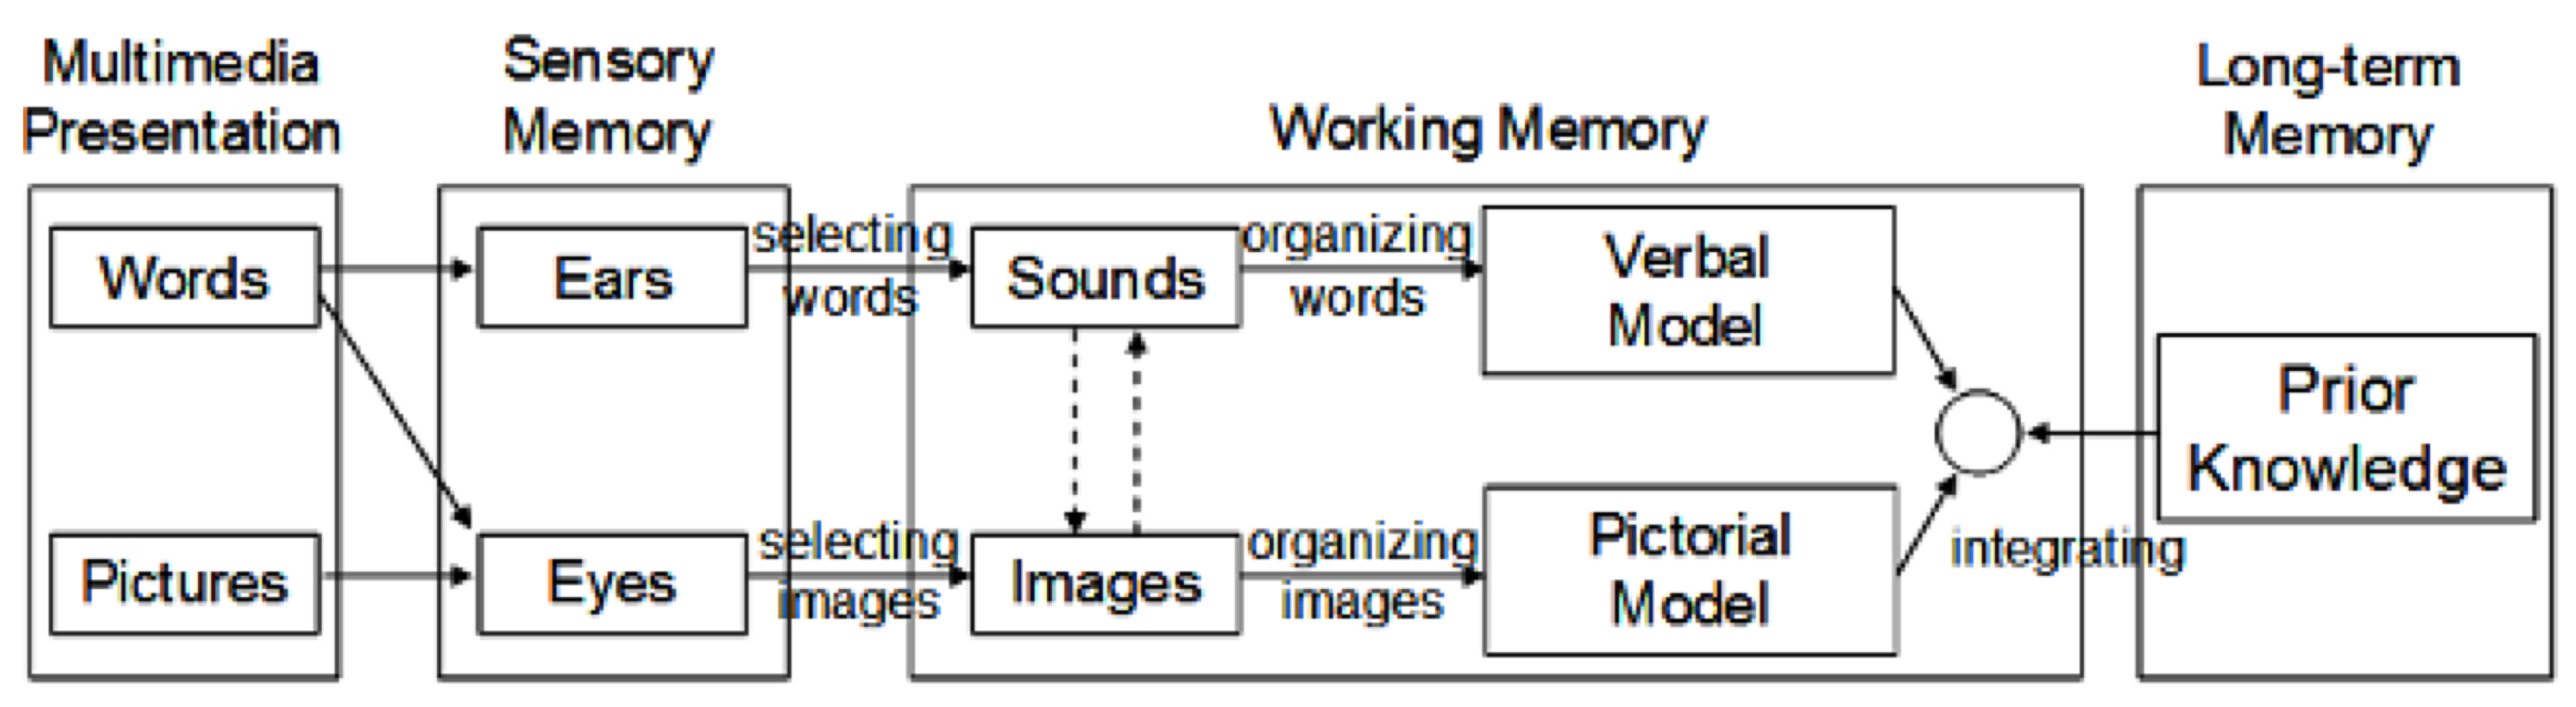 Multimedia
Presentation
Sensory
Memory
Working Memory
Long-term
Memory
Words
Ears
selecting
words
Sounds
organizing
words
Verbal
Model
Prior
Knowledge
Pictures
Eyes
selecting
images
Images
organizing
images
Pictorial
Model
integrating